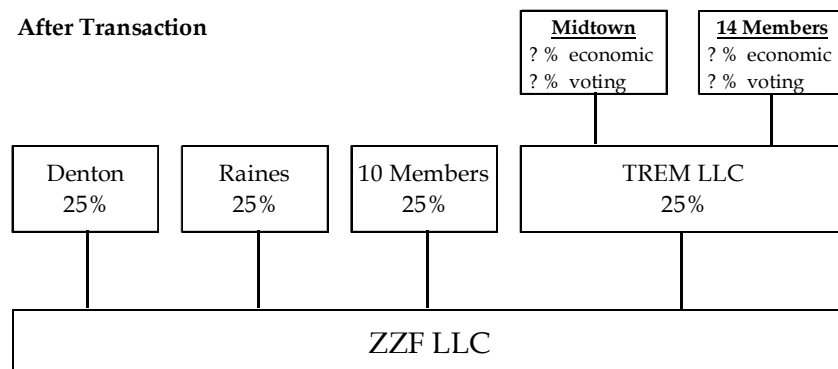 After Transaction
Midtown
? % economic
? % voting
14 Members
? % economic
? % voting
Denton
25%
Raines
25%
10 Members
25%
TREM LLC
25%
ZZF LLC